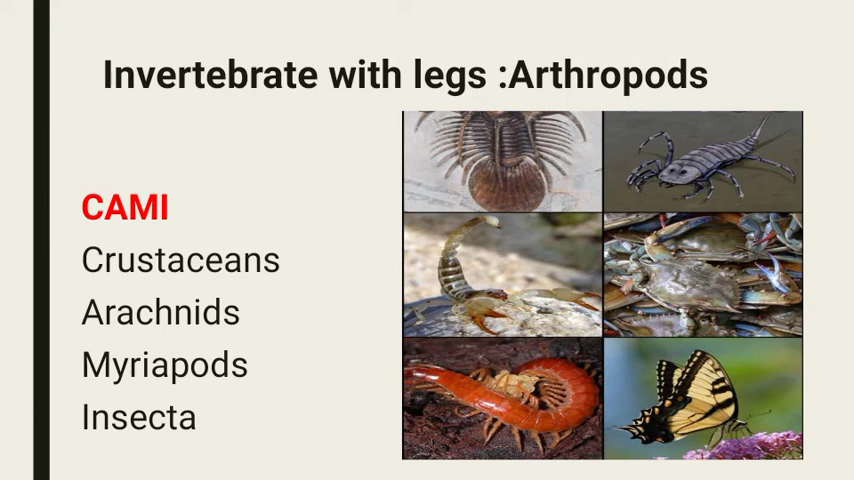 Invertebrate with legs :Arthropods
CAMI
Crustaceans
Arachnids
Myriapods
Insecta